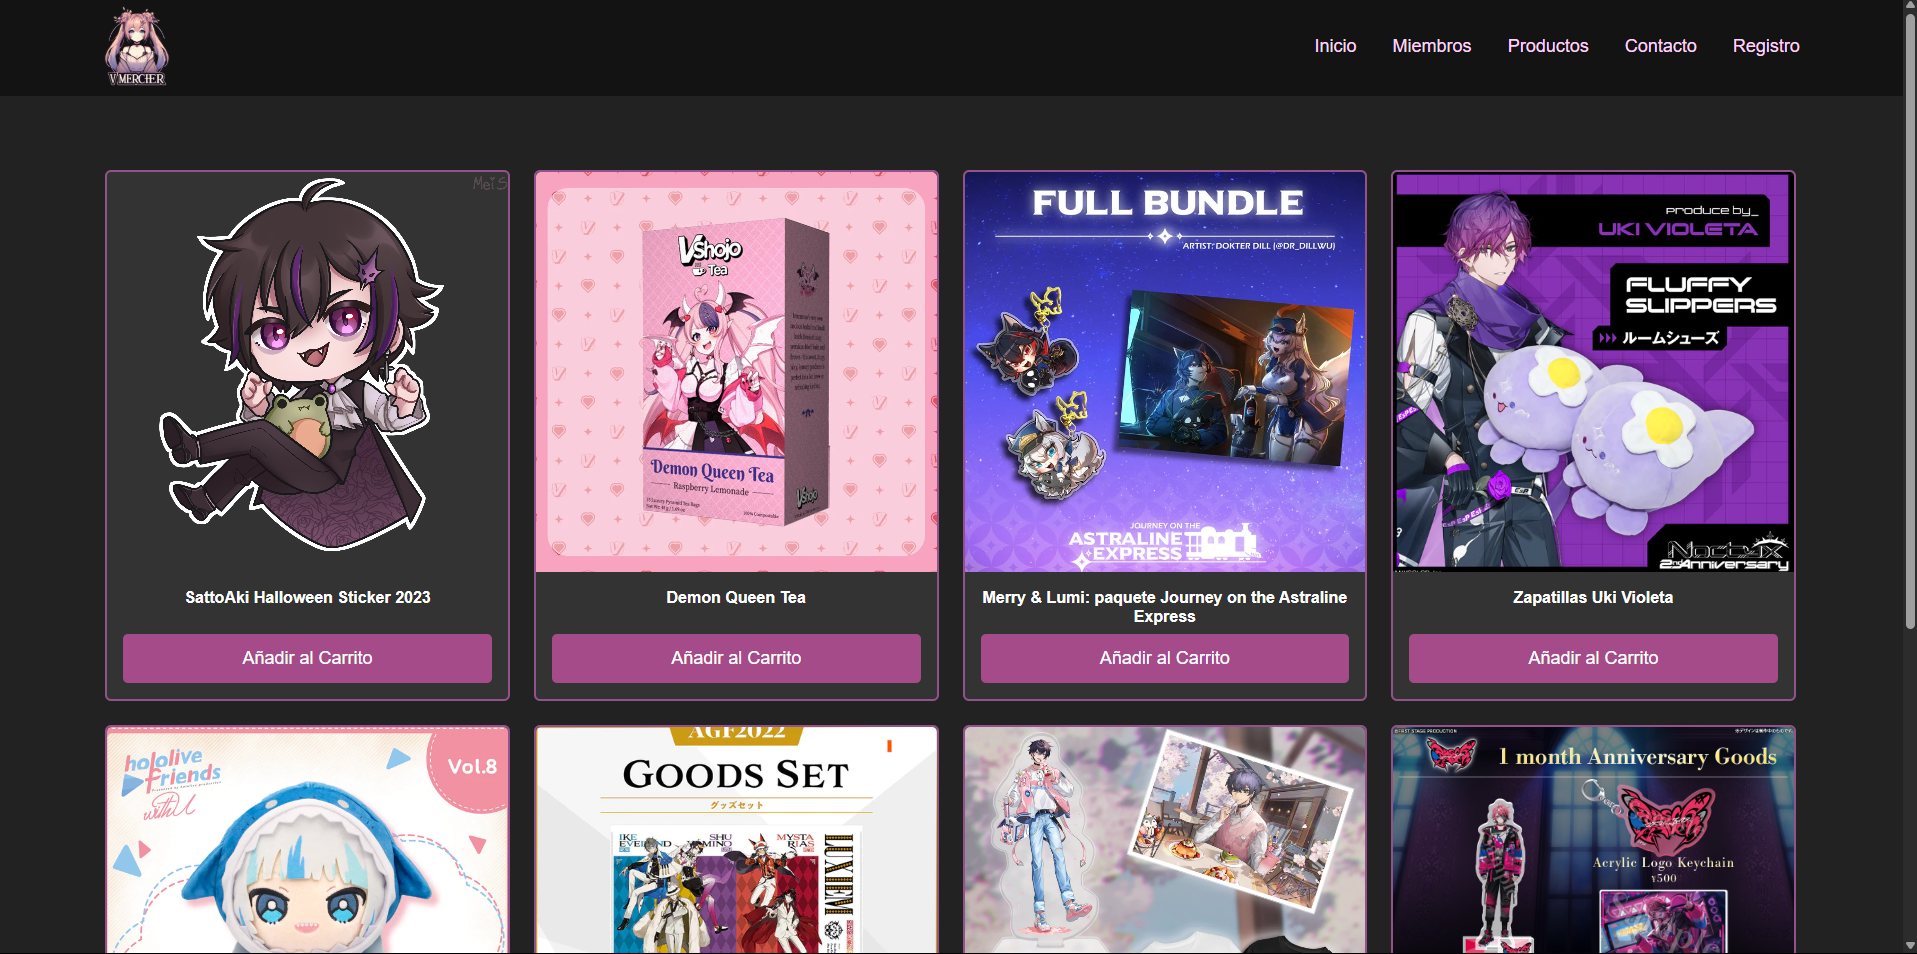 V MERCHER
Inicio
Miembros
Productos
Contacto
Registro
Mei S
SattoAki Halloween Sticker 2023
Añadir al Carrito
VShojo
Tea
Demon Queen Tea
Raspberry Lemonade
100% Compostable
VShojo
Demon Queen Tea
Añadir al Carrito
FULL BUNDLE
ARTIST: DOKTER DILL (@DR_DILLWU)
JOURNEY ON THE
ASTRALINE
EXPRESS
Merry & Lumi: paquete Journey on the Astraline
Express
Añadir al Carrito
produce by_
UKI VIOLETA
FLUFFY
SLIPPERS
ルームシューズ
Noctyx
2nd Anniversary
Zapatillas Uki Violeta
Añadir al Carrito
hololive
friends
with U
Vol.8
AGF2022
GOODS SET
グッズセット
IKE
EVELAND
SHU
YAMINO
MYSTA
RIAS
LUXIEM
1 month Anniversary Goods
Acrylic Logo Keychain
¥500